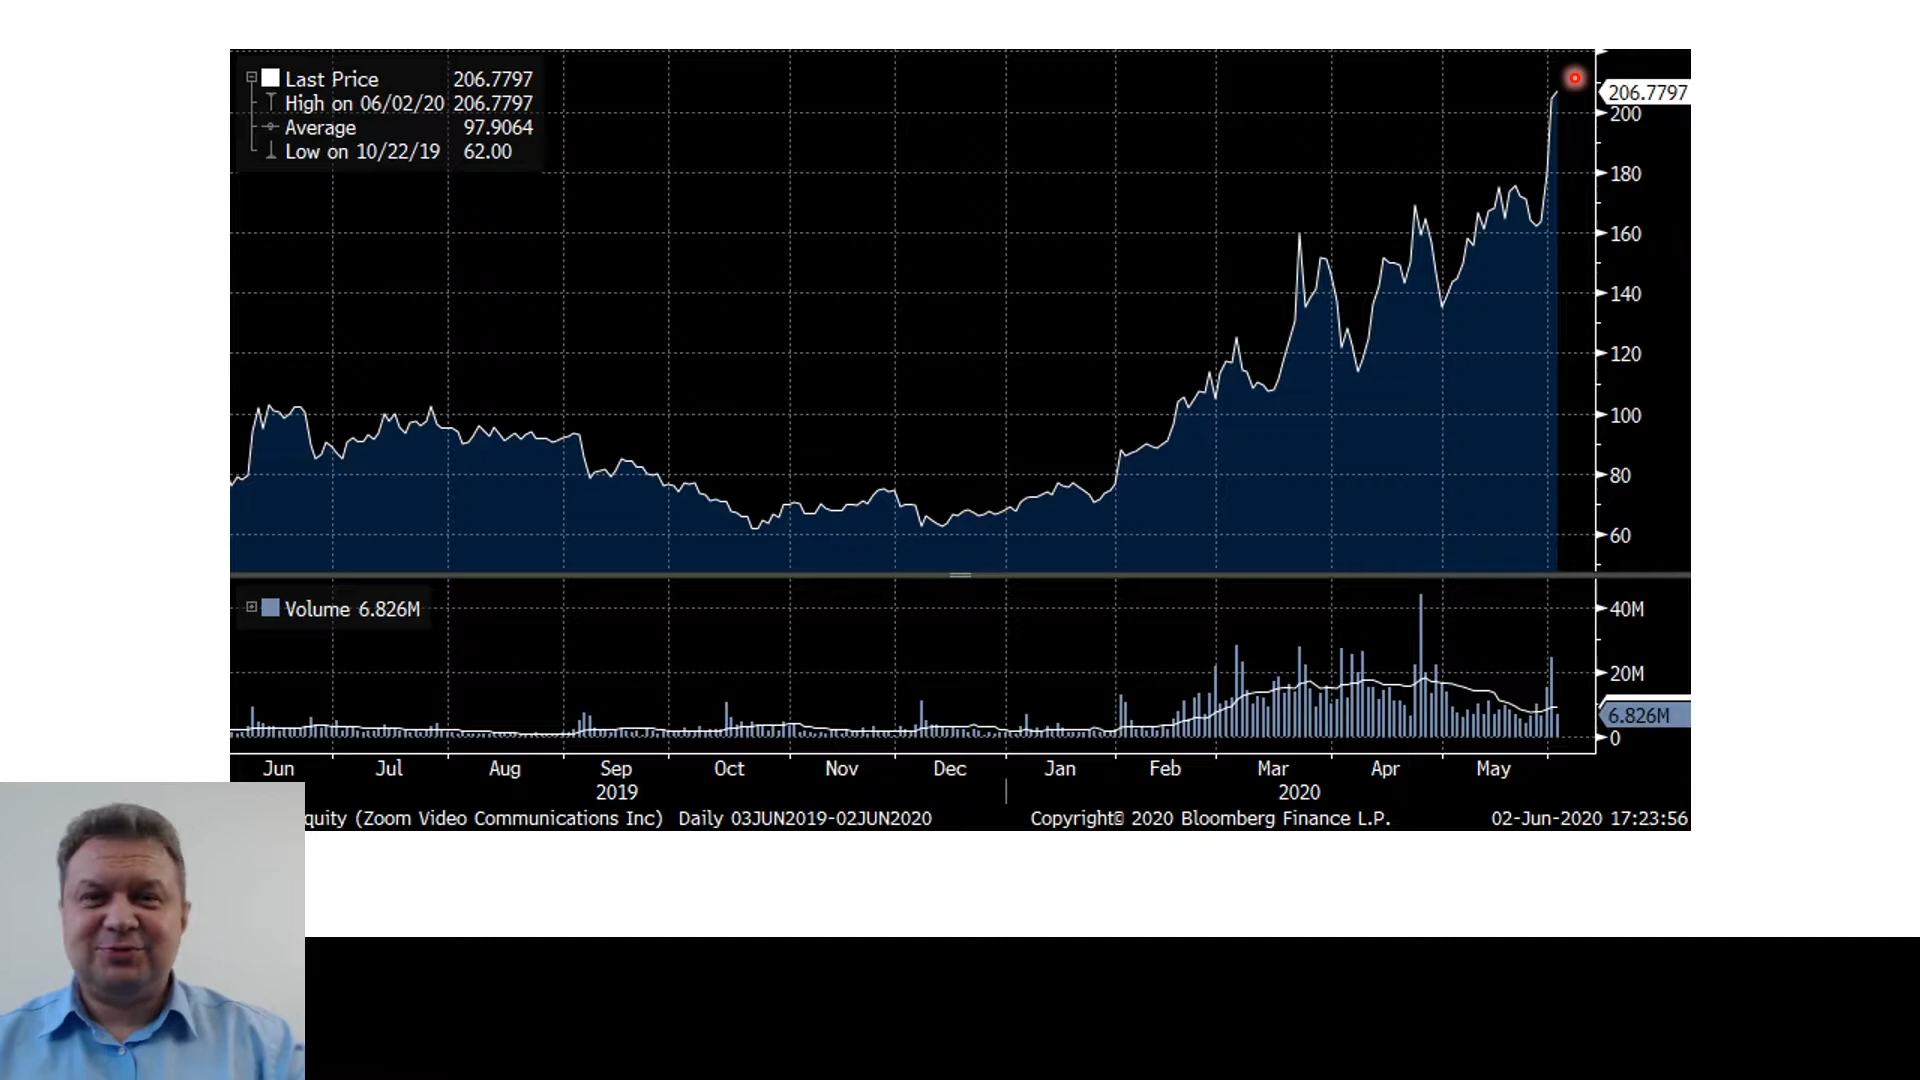 Last Price 206.7797
High on 06/02/20 206.7797
Average 97.9064
Low on 10/22/19 62.00
206.7797
200
180
160
140
120
100
80
60
Volume 6.826M
40M
20M
6.826M
0
Jun Jul Aug Sep Oct Nov Dec Jan Feb Mar Apr May
2019 2020
quity (Zoom Video Communications Inc) Daily 03JUN2019-02JUN2020 Copyright© 2020 Bloomberg Finance L.P. 02-Jun-2020 17:23:56